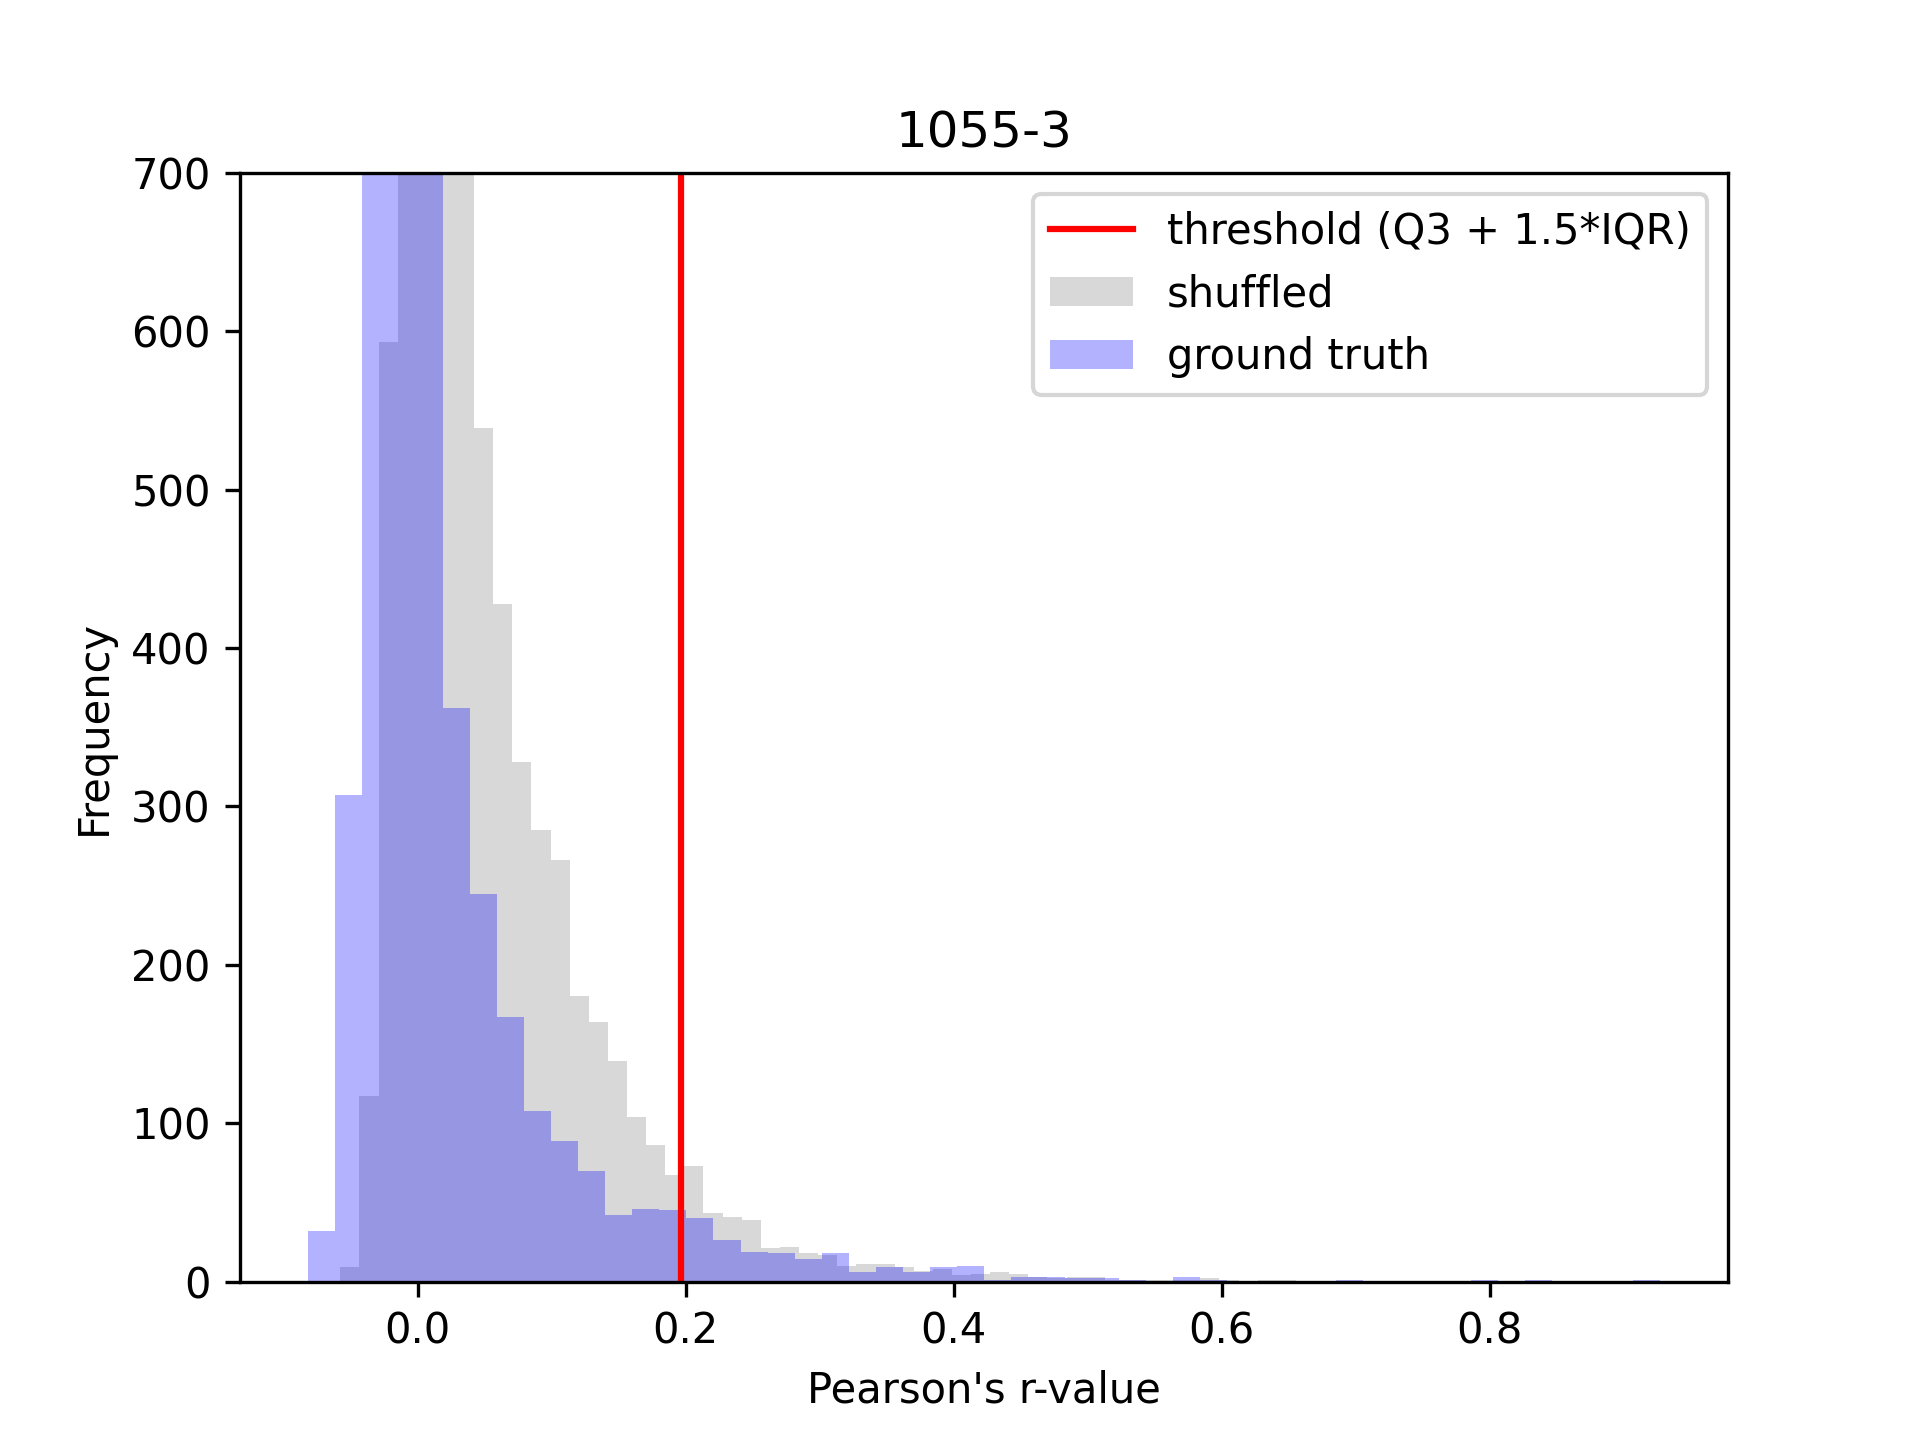 1055-3
700
600
500
400
300
200
100
0
Frequency
threshold (Q3 + 1.5*IQR)
shuffled
ground truth
0.0 0.2 0.4 0.6 0.8
Pearson's r-value